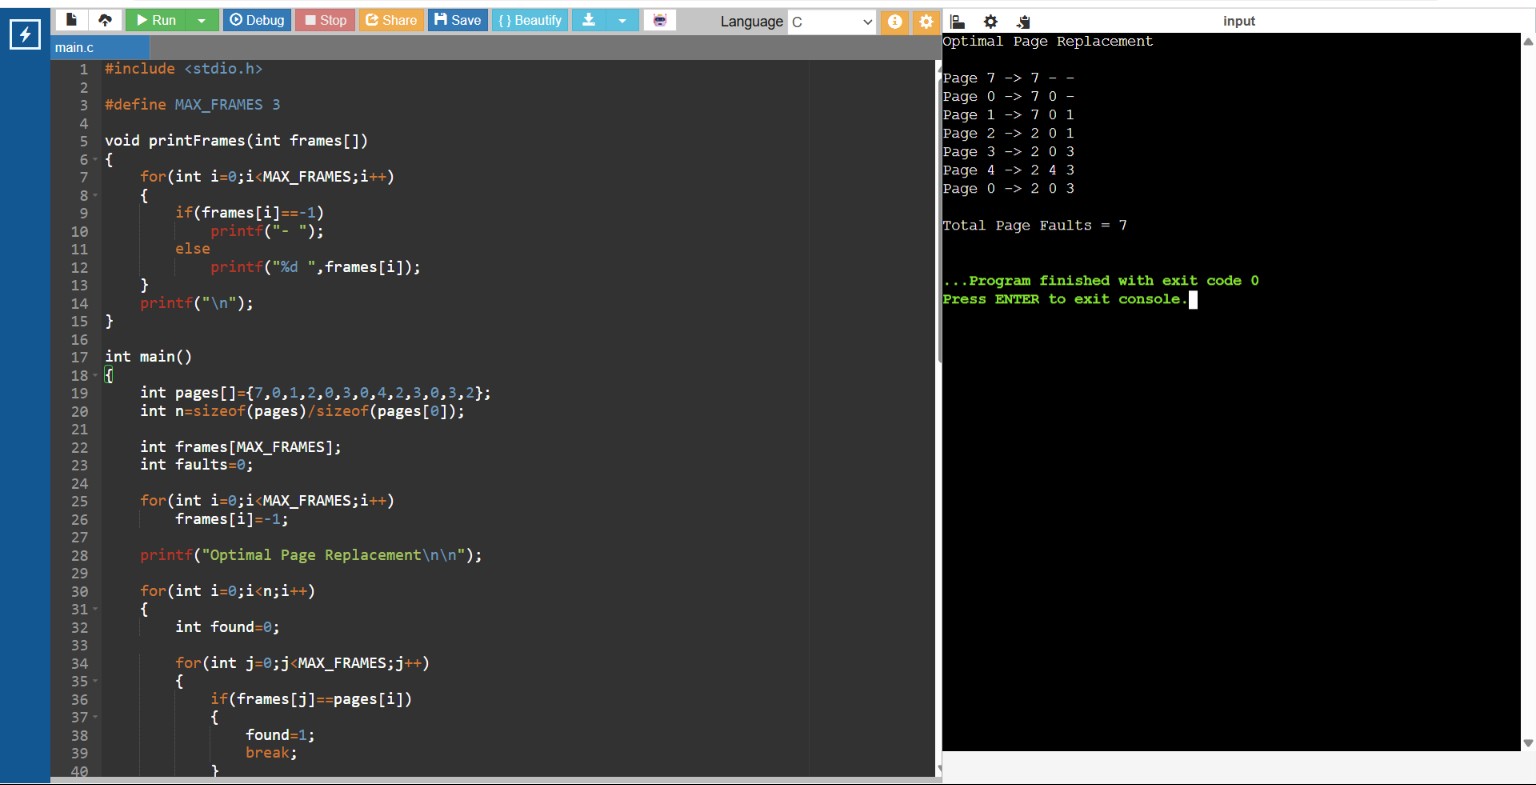 Run Debug Stop Share Save { } Beautify Language C
input
main.c
1 #include <stdio.h>
2
3 #define MAX_FRAMES 3
4
5 void printFrames(int frames[])
6 {
7 for(int i=0;i<MAX_FRAMES;i++)
8 {
9 if(frames[i]==-1)
10 printf("- ");
11 else
12 printf("%d ",frames[i]);
13 }
14 printf("\n");
15 }
16
17 int main()
18 {
19 int pages[]={7,0,1,2,0,3,0,4,2,3,0,3,2};
20 int n=sizeof(pages)/sizeof(pages[0]);
21
22 int frames[MAX_FRAMES];
23 int faults=0;
24
25 for(int i=0;i<MAX_FRAMES;i++)
26 frames[i]=-1;
27
28 printf("Optimal Page Replacement\n\n");
29
30 for(int i=0;i<n;i++)
31 {
32 int found=0;
33
34 for(int j=0;j<MAX_FRAMES;j++)
35 {
36 if(frames[j]==pages[i])
37 {
38 found=1;
39 break;
40 }
Optimal Page Replacement
Page 7 -> 7 - -
Page 0 -> 7 0 -
Page 1 -> 7 0 1
Page 2 -> 2 0 1
Page 3 -> 2 0 3
Page 4 -> 2 4 3
Page 0 -> 2 0 3
Total Page Faults = 7
...Program finished with exit code 0
Press ENTER to exit console.